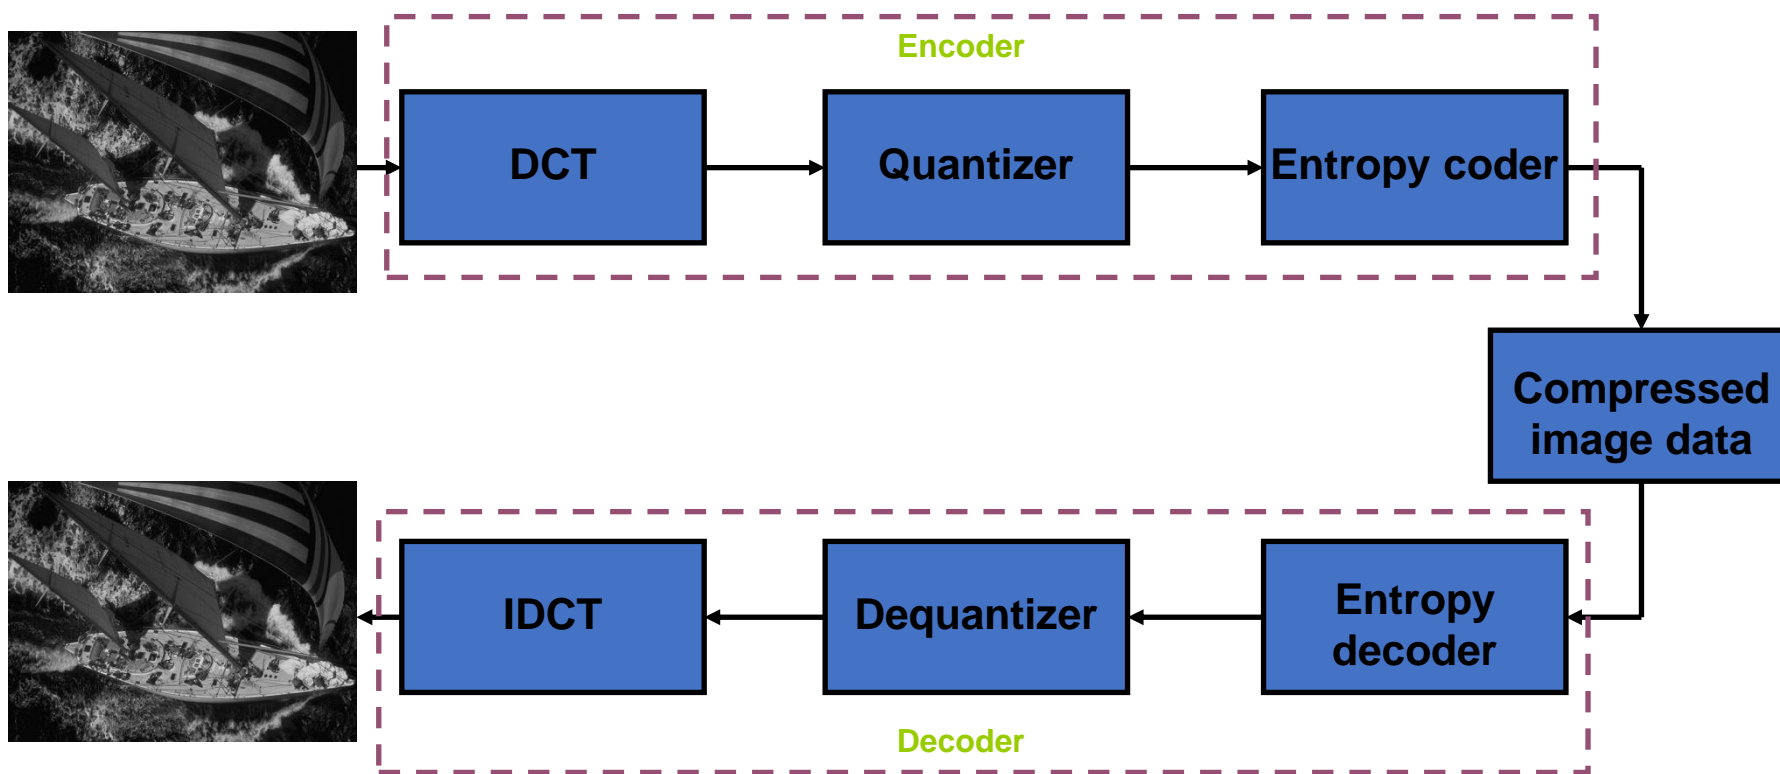 Encoder
DCT
Quantizer
Entropy coder
Compressed
image data
IDCT
Dequantizer
Entropy
decoder
Decoder